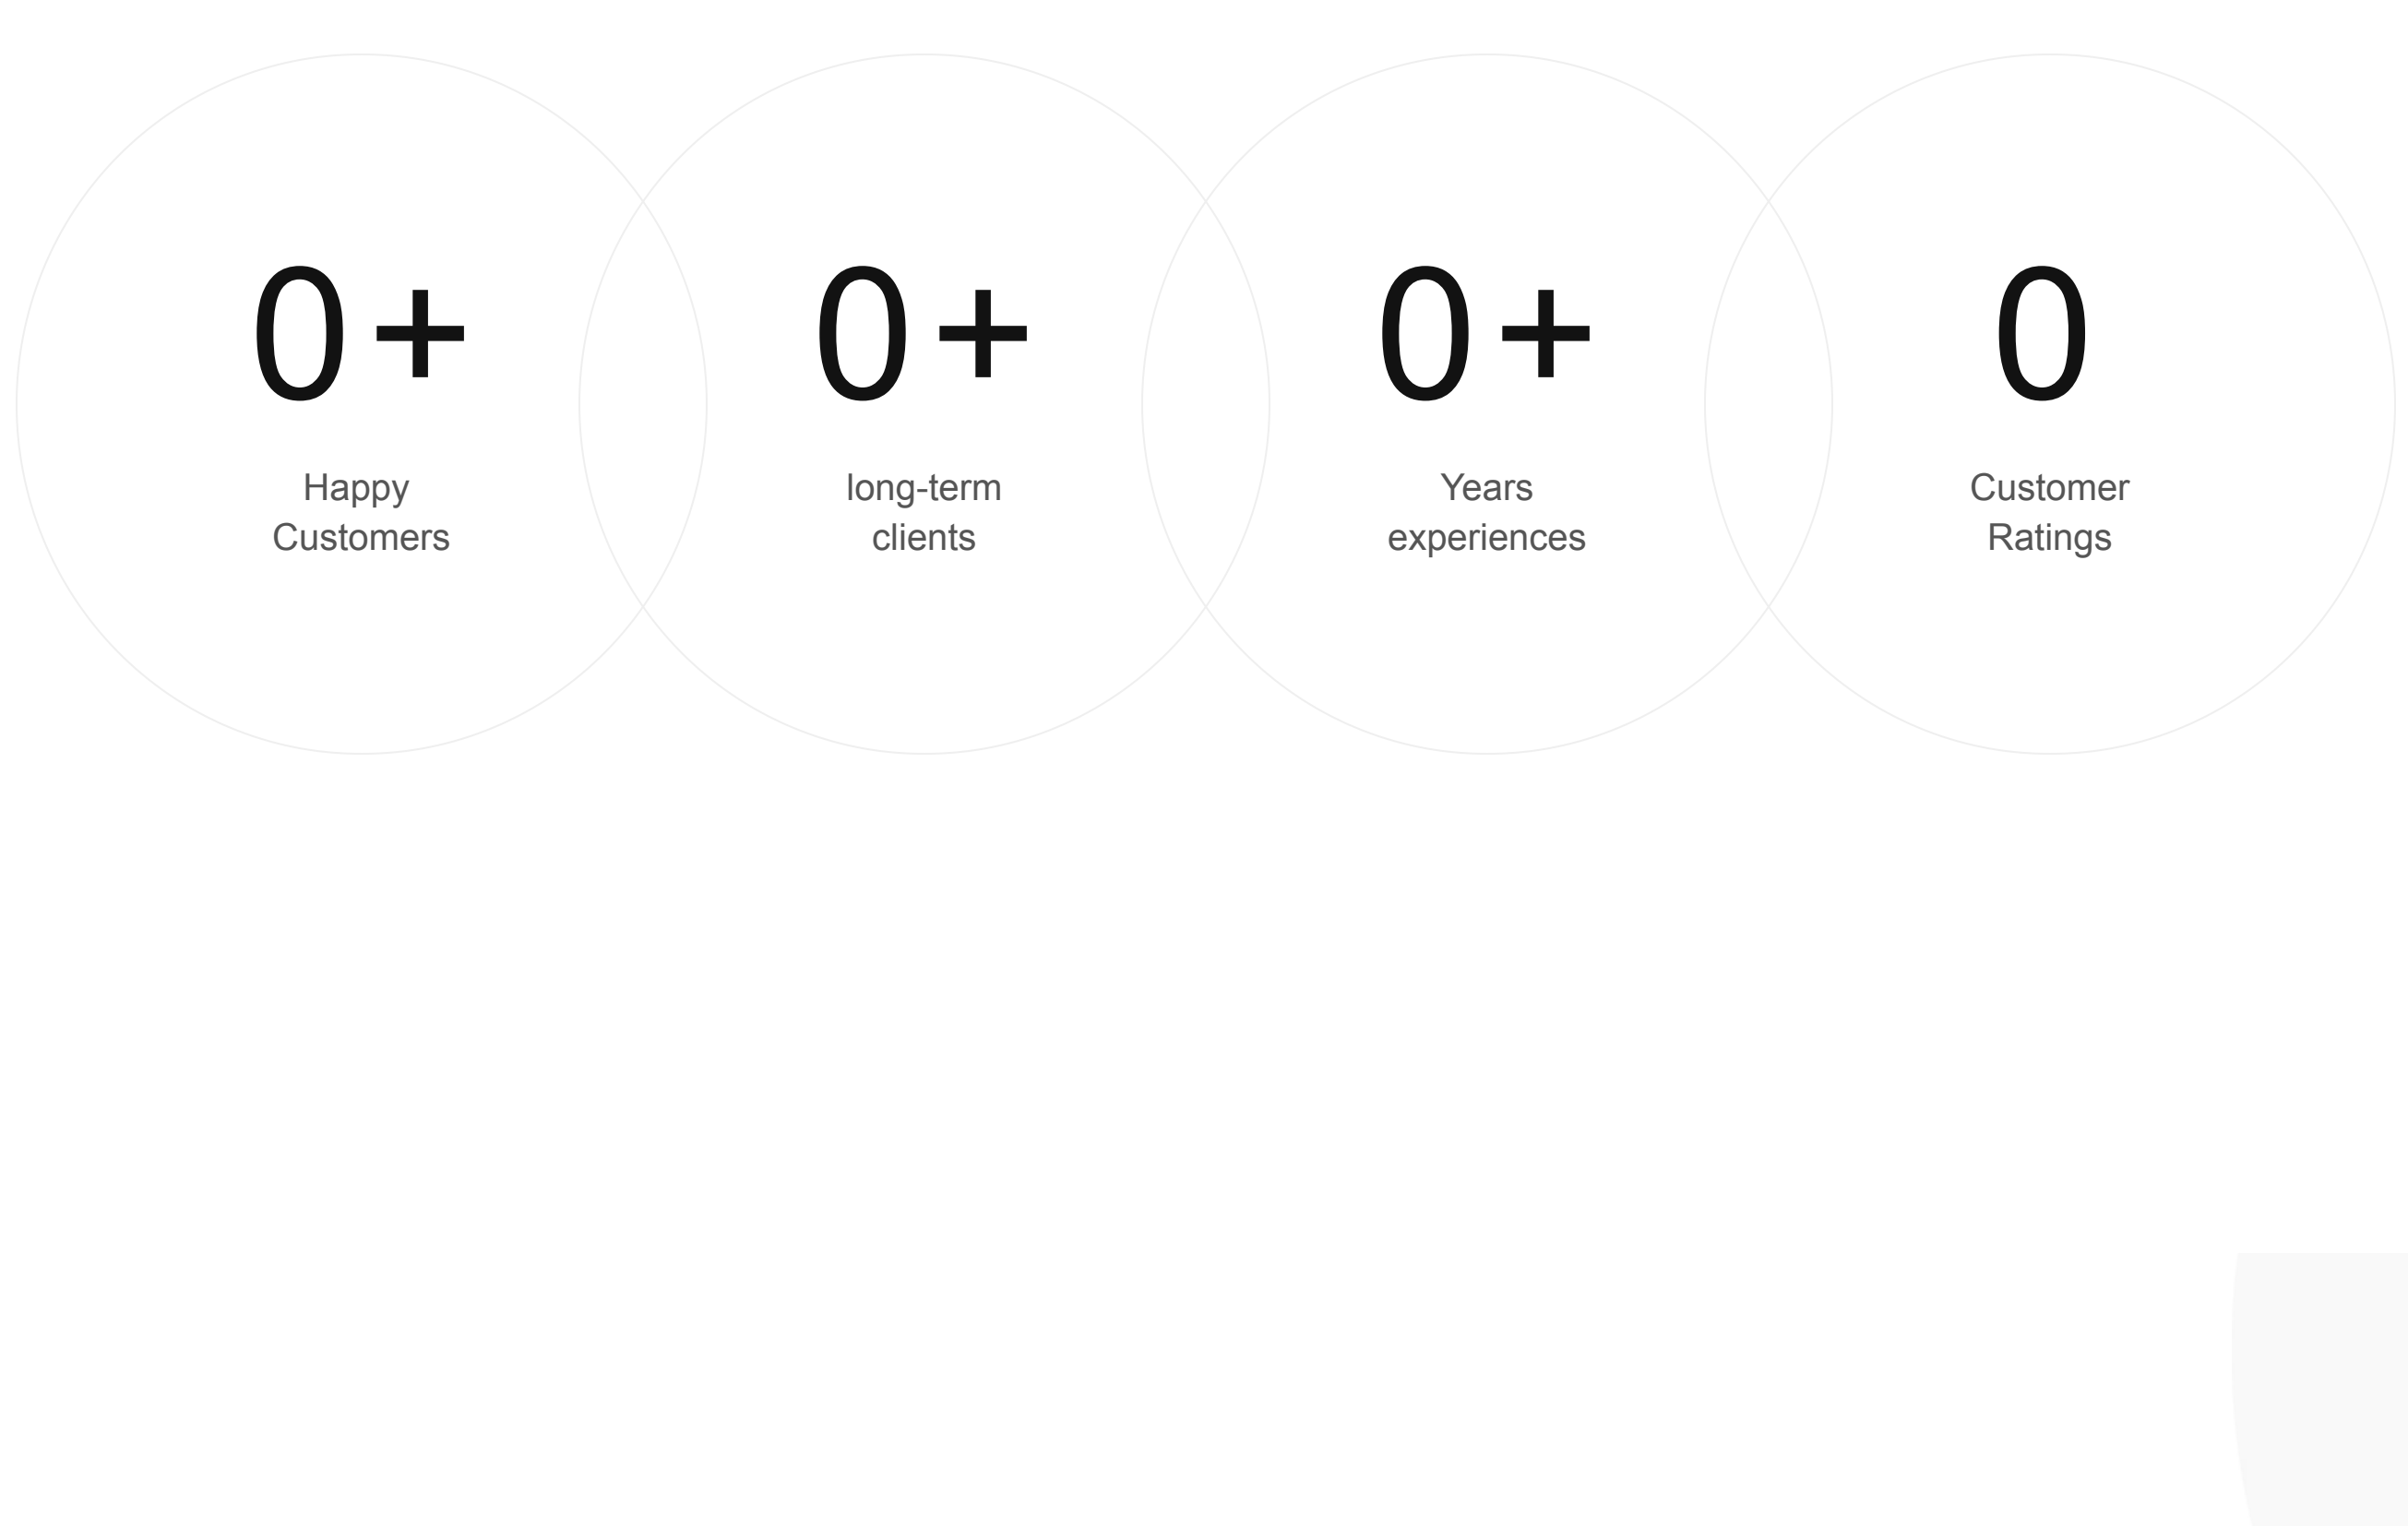 0+
Happy
Customers
0+
long-term
clients
0+
Years
experiences
0
Customer
Ratings